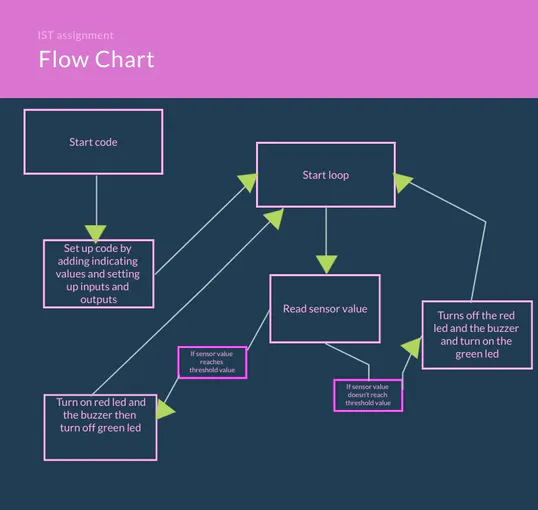 IST assignment
Flow Chart
Start code
Start loop
Set up code by
adding indicating
values and setting
up inputs and
outputs
Read sensor value
Turns off the red
led and the buzzer
and turn on the
green led
If sensor value
reaches
threshold value
If sensor value
doesn't reach
threshold value
Turn on red led and
the buzzer then
turn off green led